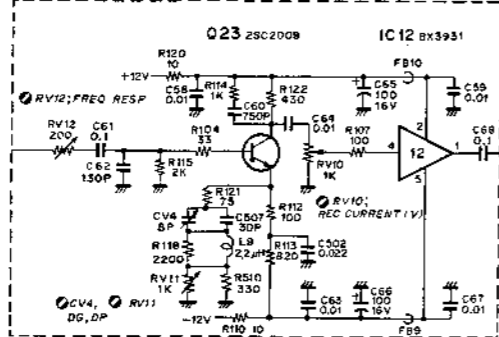 Q23 2SC2009
IC12 BX3931
R120
10
+12V
C58
0.01
R114
1K
C60
750P
R122
430
C64
0.01
C65
100
16V
FB10
C59
0.01
RV12;FREQ RESP
RV12
200
C61
0.1
C62
130P
R104
33
R115
2K
RV10
1K
R107
100
4
2
12
1
5
C68
0.1
R121
75
CV4
8P
C507
30P
R118
2200
L9
2.2μH
RV11
1K
R510
330
R112
100
R113
820
C502
0.022
RV10;
REC CURRENT(V)
CV4, RV11
DG,DP
-12V
R110 10
C63
0.01
C66
100
16V
FB9
C67
0.01